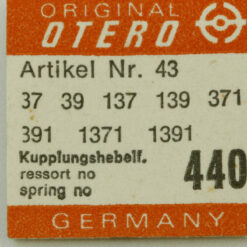 ORIGINAL
OTERO
Artikel Nr. 43
37 39 137 139 371
391 1371 1391
Kupplungshebelf.
ressort no
spring no
440
GERMANY